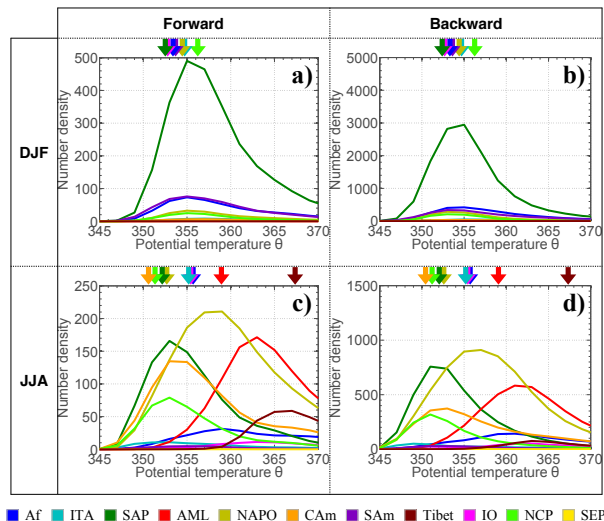 Forward Backward
DJF
JJA
a)
Number density
500
400
300
200
100
0
345 350 355 360 365 370
Potential temperature θ
b)
Number density
5000
4000
3000
2000
1000
0
345 350 355 360 365 370
Potential temperature θ
c)
Number density
250
200
150
100
50
0
345 350 355 360 365 370
Potential temperature θ
d)
Number density
1500
1000
500
0
345 350 355 360 365 370
Potential temperature θ
Af ITA SAP AML NAPO CAm SAm Tibet IO NCP SEP